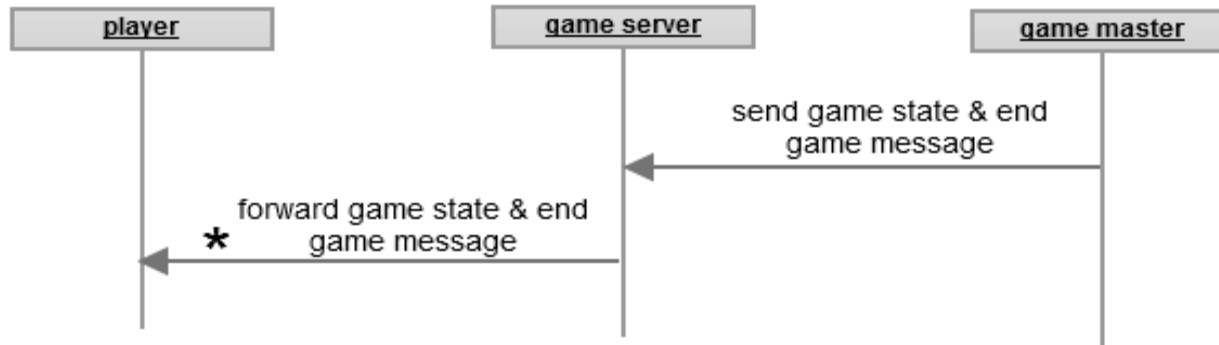 player
game server
game master
send game state & end
game message
forward game state & end
* game message